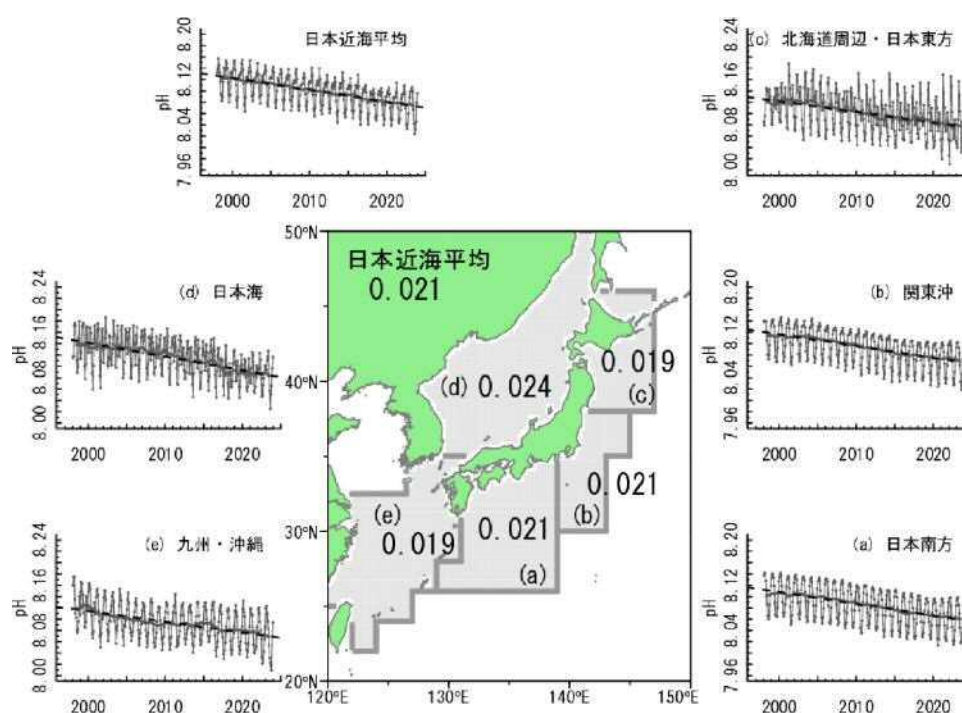 日本近海平均
pH
8.20
8.12
8.04
7.96
2000
2010
2020
(c) 北海道周辺・日本東方
pH
8.24
8.16
8.08
8.00
2000
2010
2020
(d) 日本海
pH
8.24
8.16
8.08
8.00
2000
2010
2020
日本近海平均
0.021
50°N
40°N
30°N
20°N
120°E
130°E
140°E
150°E
(d) 0.024
0.019
(c)
0.021
(b)
(e)
0.019
0.021
(a)
(b) 関東沖
pH
8.20
8.12
8.04
7.96
2000
2010
2020
(e) 九州・沖縄
pH
8.24
8.16
8.08
8.00
2000
2010
2020
(a) 日本南方
pH
8.20
8.12
8.04
7.96
2000
2010
2020